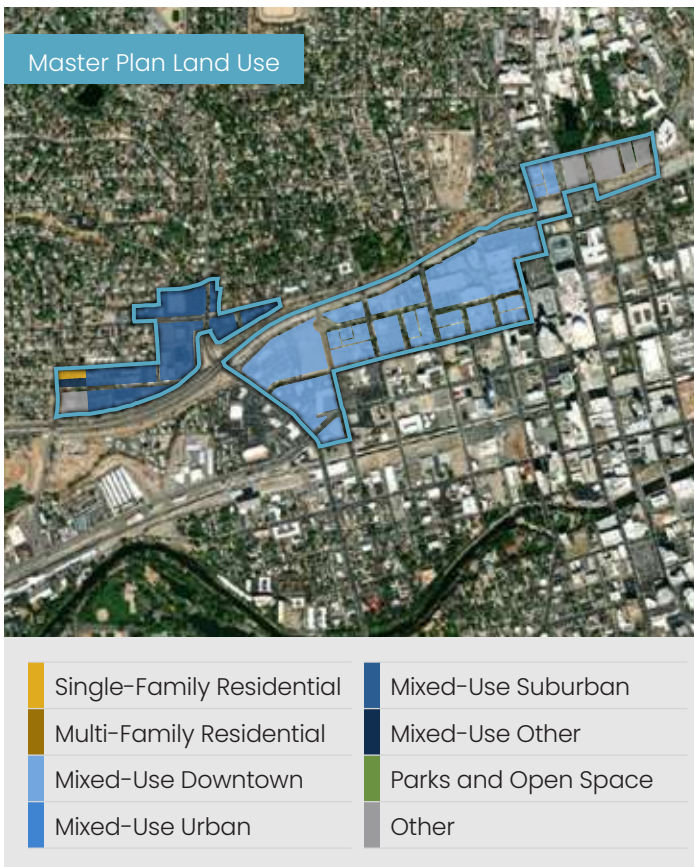 Master Plan Land Use
Single-Family Residential
Multi-Family Residential
Mixed-Use Downtown
Mixed-Use Urban
Mixed-Use Suburban
Mixed-Use Other
Parks and Open Space
Other